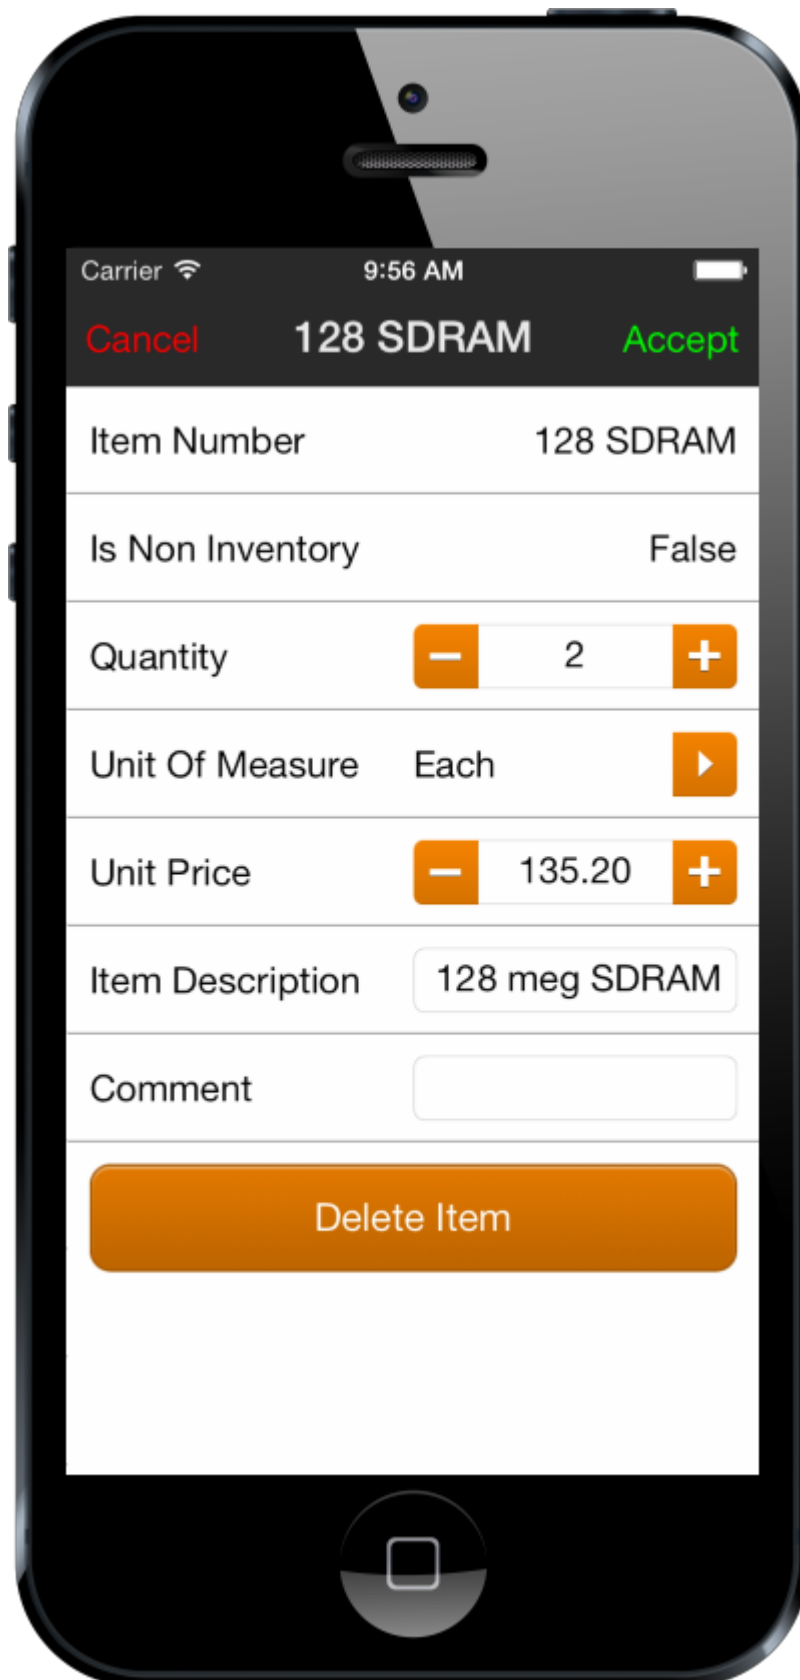 Carrier 9:56 AM
Cancel 128 SDRAM Accept
Item Number 128 SDRAM
Is Non Inventory False
Quantity − 2 +
Unit Of Measure Each
Unit Price − 135.20 +
Item Description 128 meg SDRAM
Comment
Delete Item